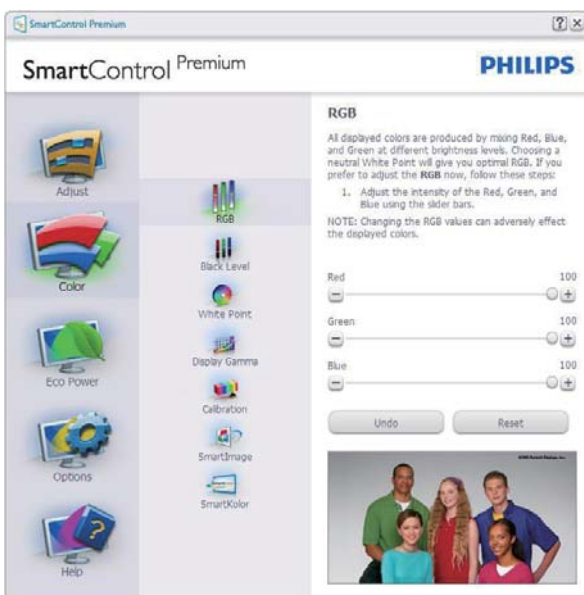 SmartControl Premium
SmartControl Premium
PHILIPS
Adjust
Color
Eco Power
Options
Help
RGB
Black Level
White Point
Display Gamma
Calibration
SmartImage
SmartKolor
RGB
All displayed colors are produced by mixing Red, Blue,
and Green at different brightness levels. Choosing a
neutral White Point will give you optimal RGB. If you
prefer to adjust the RGB now, follow these steps:
1. Adjust the intensity of the Red, Green, and
Blue using the slider bars.
NOTE: Changing the RGB values can adversely effect
the displayed colors.
Red 100
Green 100
Blue 100
Undo Reset